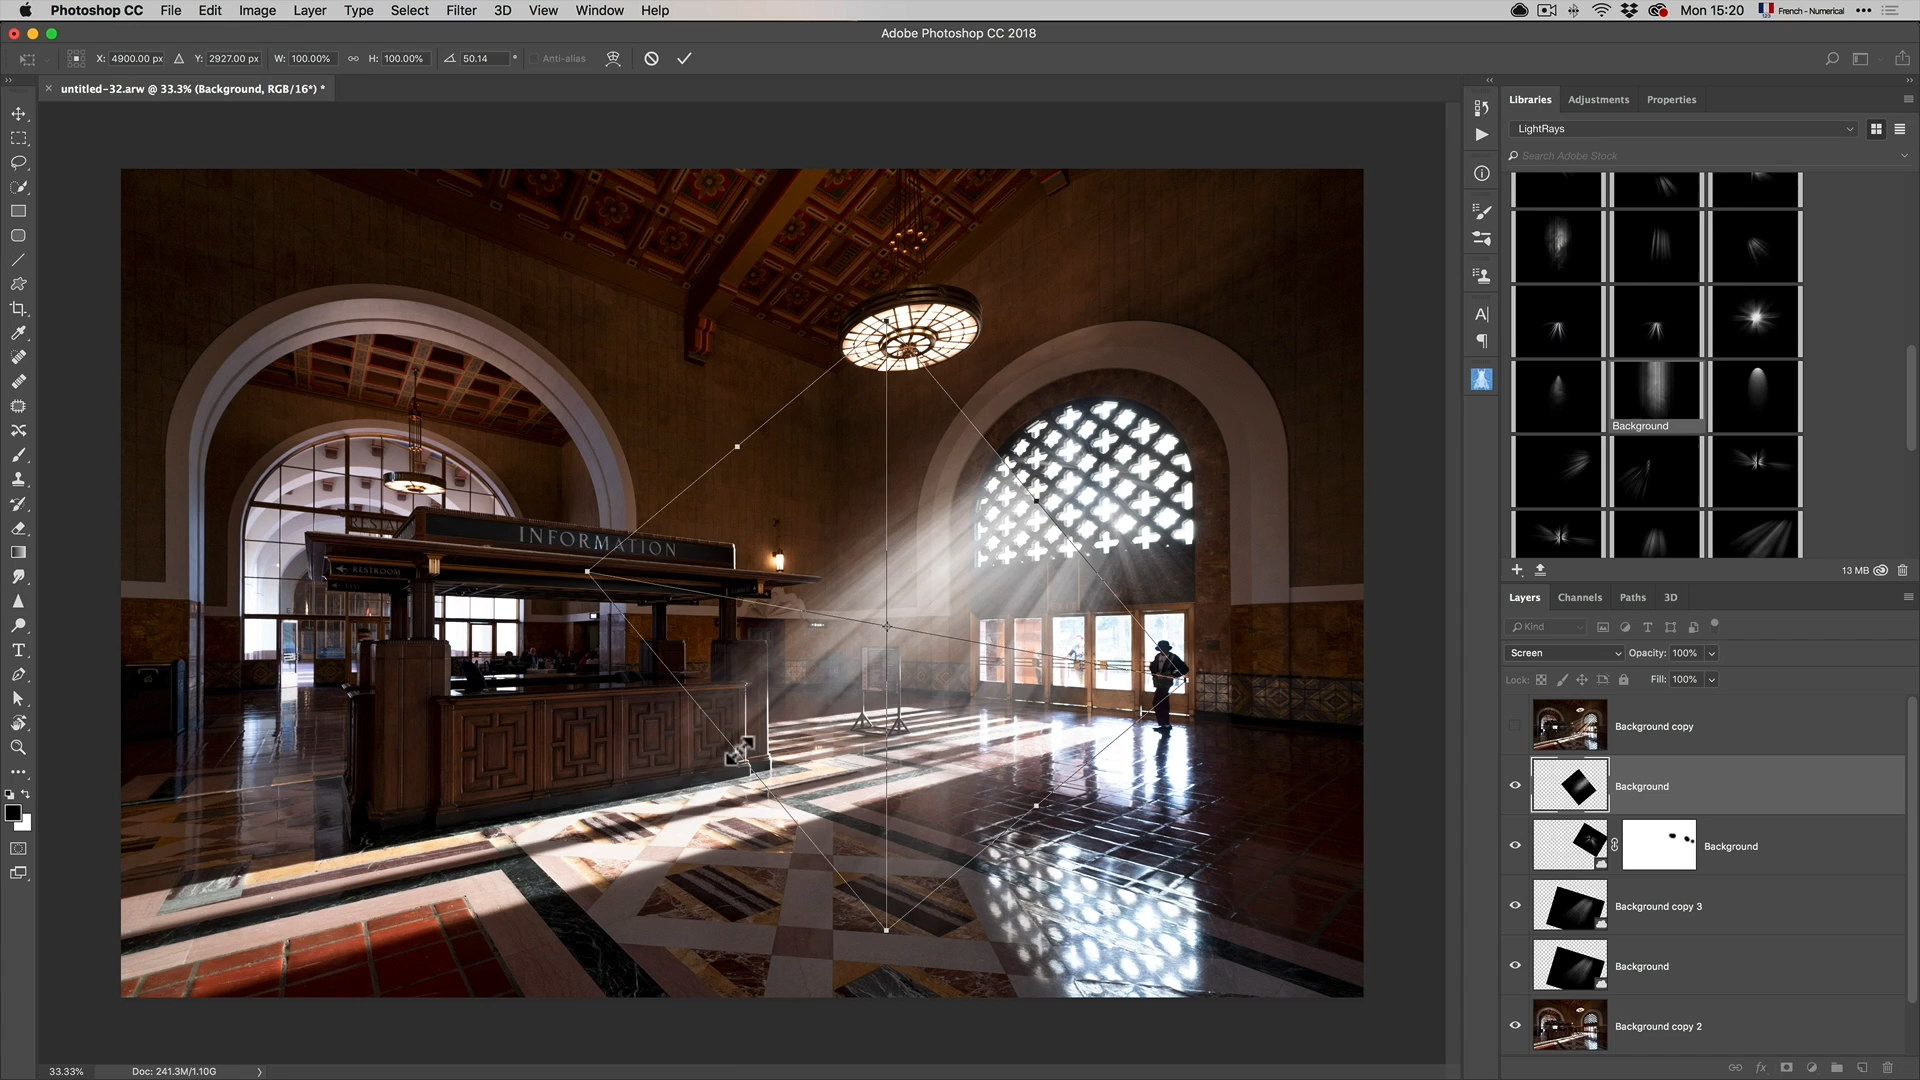 Photoshop CC File Edit Image Layer Type Select Filter 3D View Window Help Mon 15:20 French - Numerical
Adobe Photoshop CC 2018
X: 4900.00 px Y: 2927.00 px W: 100.00% H: 100.00% 50.14 ° Anti-alias
untitled-32.arw @ 33.3% (Background, RGB/16*) *
Libraries Adjustments Properties
LightRays
Search Adobe Stock
Background
13 MB
INFORMATION
RESTROOM
Layers Channels Paths 3D
Kind
Screen Opacity: 100%
Lock: Fill: 100%
Background copy
Background
Background
Background copy 3
Background
Background copy 2
33.33% Doc: 241.3M/1.10G